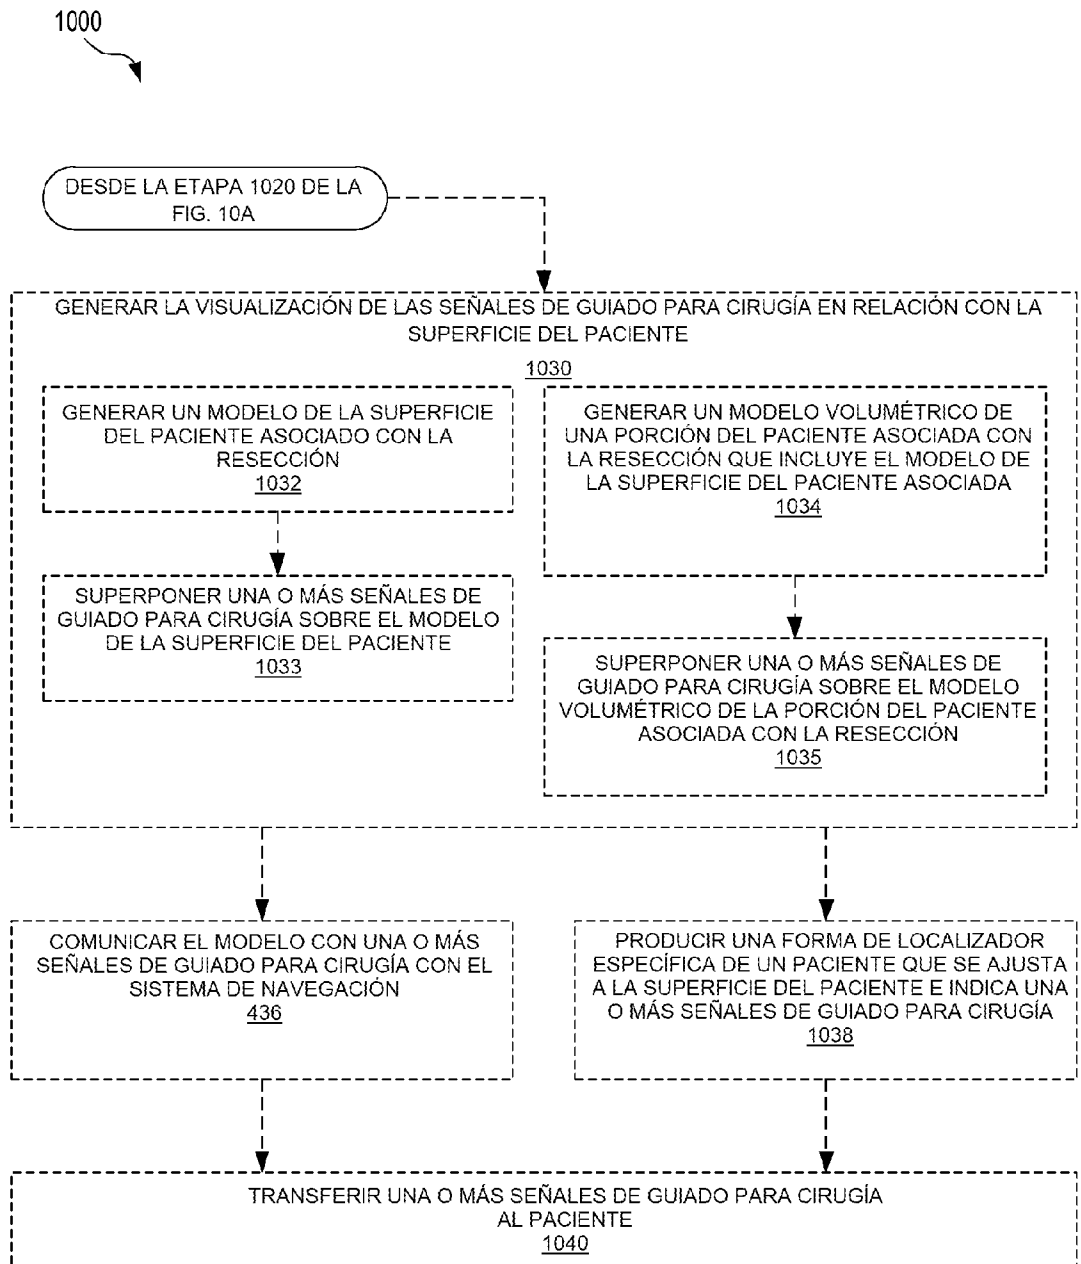 1000
DESDE LA ETAPA 1020 DE LA
FIG. 10A
GENERAR LA VISUALIZACIÓN DE LAS SEÑALES DE GUIADO PARA CIRUGÍA EN RELACIÓN CON LA
SUPERFICIE DEL PACIENTE
1030
GENERAR UN MODELO DE LA SUPERFICIE
DEL PACIENTE ASOCIADO CON LA
RESECCIÓN
1032
SUPERPONER UNA O MÁS SEÑALES DE
GUIADO PARA CIRUGÍA SOBRE EL MODELO
DE LA SUPERFICIE DEL PACIENTE
1033
GENERAR UN MODELO VOLUMÉTRICO DE
UNA PORCIÓN DEL PACIENTE ASOCIADA CON
LA RESECCIÓN QUE INCLUYE EL MODELO DE
LA SUPERFICIE DEL PACIENTE ASOCIADA
1034
SUPERPONER UNA O MÁS SEÑALES DE
GUIADO PARA CIRUGÍA SOBRE EL MODELO
VOLUMÉTRICO DE LA PORCIÓN DEL PACIENTE
ASOCIADA CON LA RESECCIÓN
1035
COMUNICAR EL MODELO CON UNA O MÁS
SEÑALES DE GUIADO PARA CIRUGÍA CON EL
SISTEMA DE NAVEGACIÓN
436
PRODUCIR UNA FORMA DE LOCALIZADOR
ESPECÍFICA DE UN PACIENTE QUE SE AJUSTA
A LA SUPERFICIE DEL PACIENTE E INDICA UNA
O MÁS SEÑALES DE GUIADO PARA CIRUGÍA
1038
TRANSFERIR UNA O MÁS SEÑALES DE GUIADO PARA CIRUGÍA
AL PACIENTE
1040